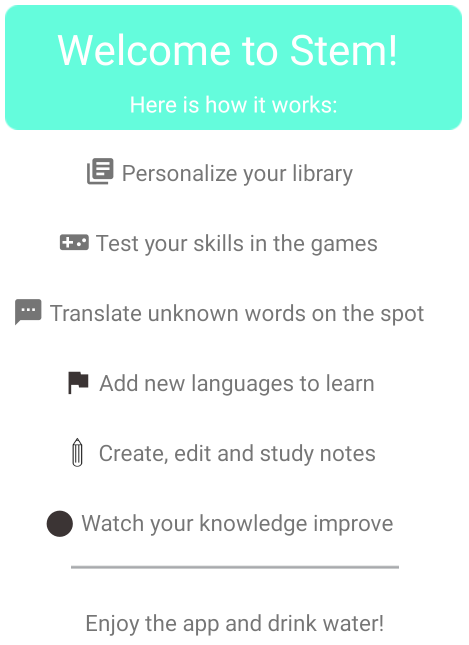 Welcome to Stem!
Here is how it works:
Personalize your library
Test your skills in the games
Translate unknown words on the spot
Add new languages to learn
Create, edit and study notes
Watch your knowledge improve
Enjoy the app and drink water!